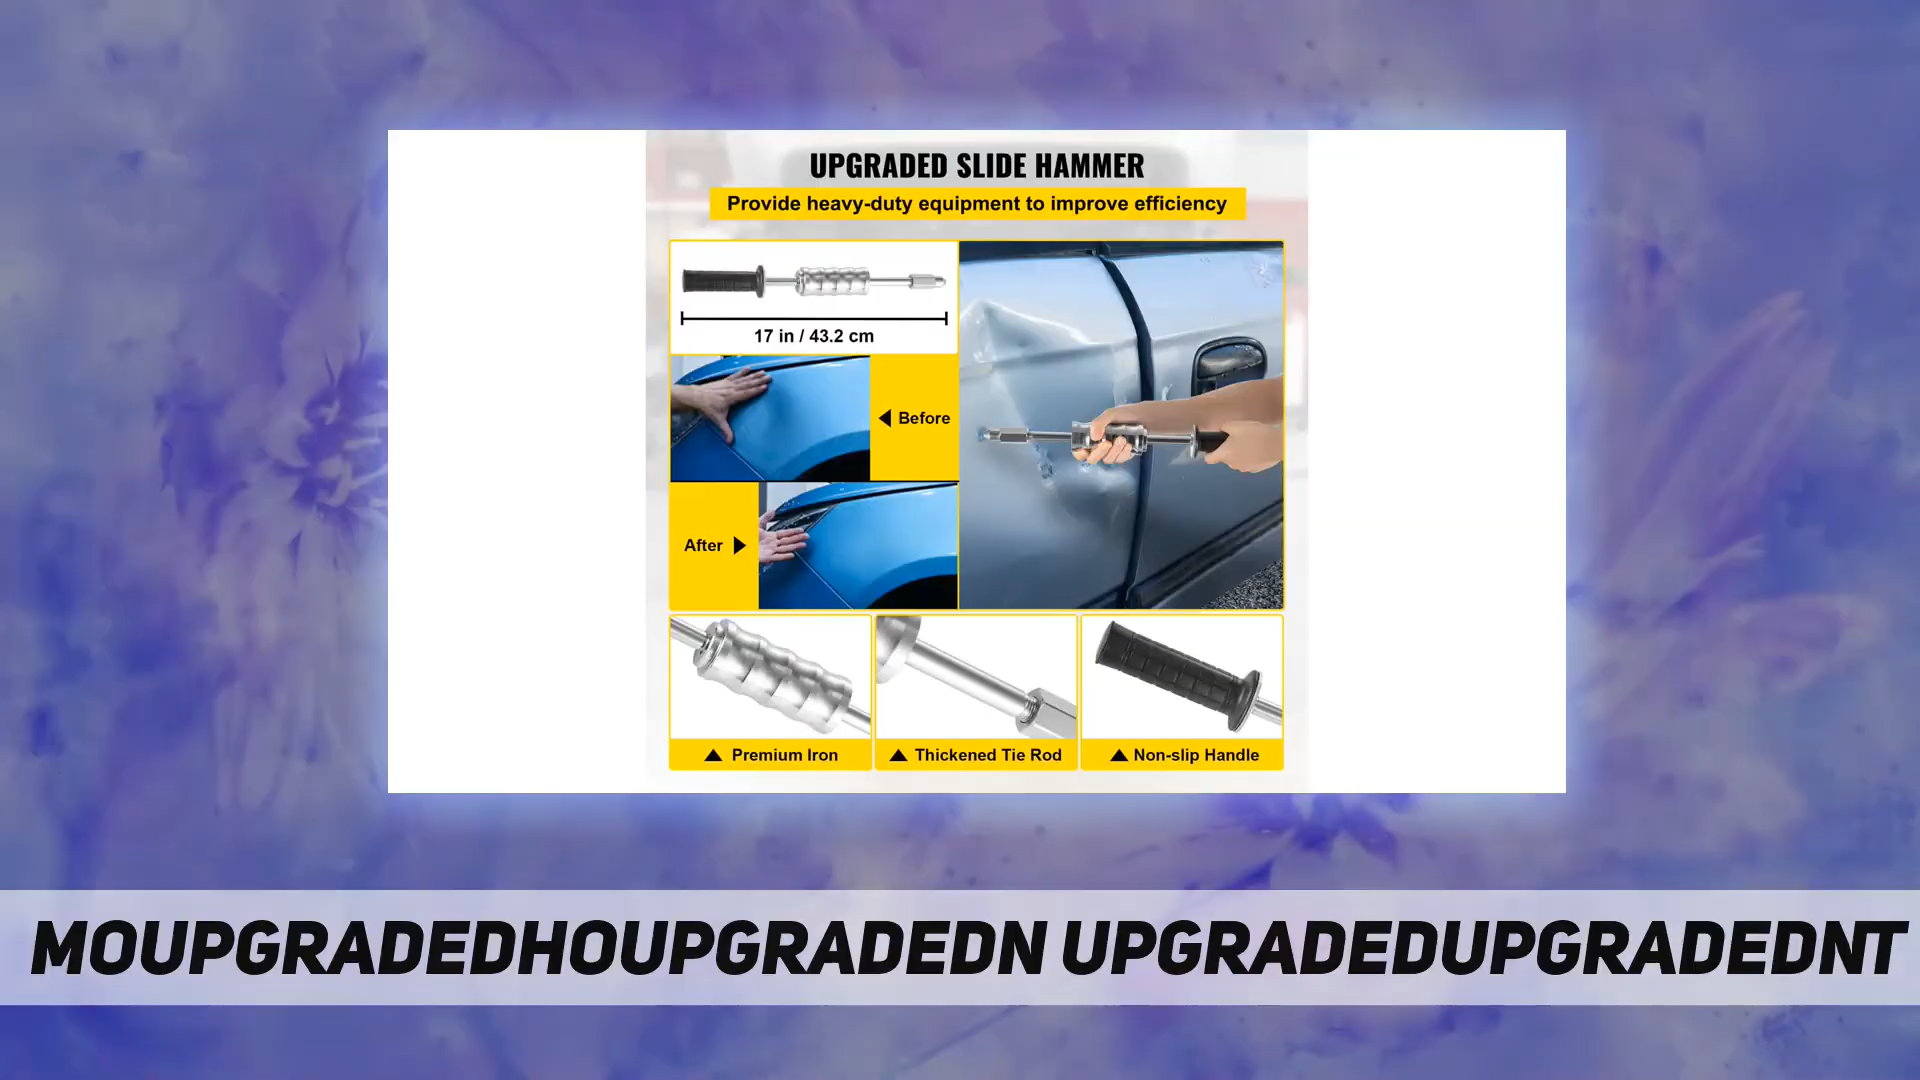 UPGRADED SLIDE HAMMER
Provide heavy-duty equipment to improve efficiency
17 in / 43.2 cm
Before
After
Premium Iron
Thickened Tie Rod
Non-slip Handle
MOUPGRADEDHOUPGRADEDN UPGRADEDUPGRADEDNT